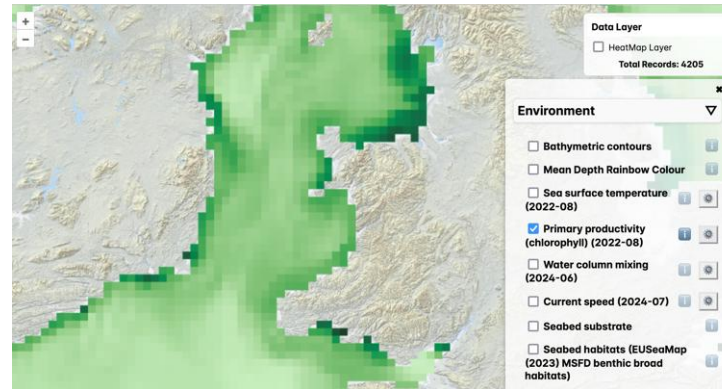 +
−
Data Layer
HeatMap Layer
Total Records: 4205
×
Environment ▽
Bathymetric contours i
Mean Depth Rainbow Colour i
Sea surface temperature
(2022-08) i
Primary productivity
(chlorophyll) (2022-08) i
Water column mixing
(2024-06) i
Current speed (2024-07) i
Seabed substrate i
Seabed habitats (EUSeaMap
(2023) MSFD benthic broad
habitats) i